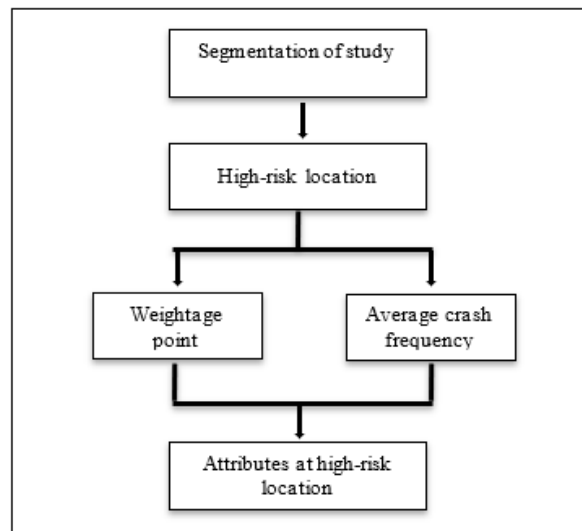 Segmentation of study
High-risk location
Weightage
point
Average crash
frequency
Attributes at high-risk
location